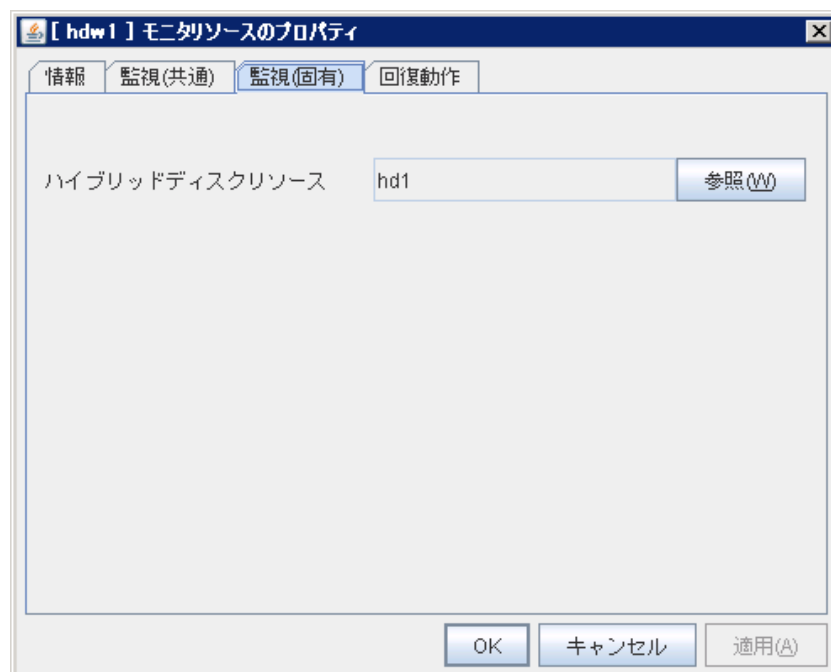 [ hdw1 ] モニタリソースのプロパティ
情報 監視(共通) 監視(固有) 回復動作
ハイブリッドディスクリソース hd1 参照(W)
OK キャンセル 適用(A)